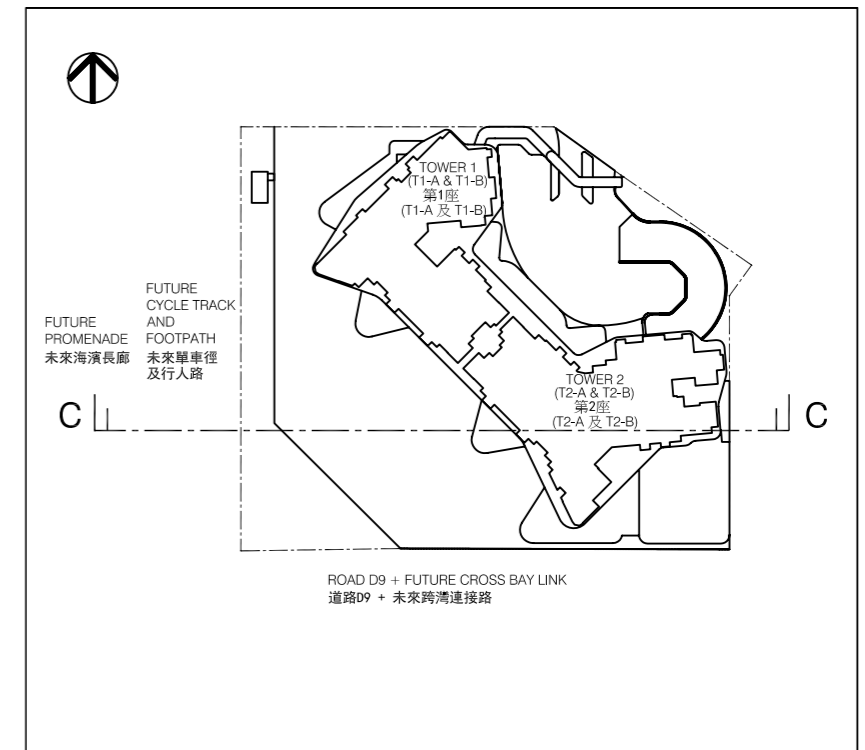 TOWER 1
(T1-A & T1-B)
第1座
(T1-A 及 T1-B)
FUTURE
CYCLE TRACK
AND
FOOTPATH
未來單車徑
及行人路
FUTURE
PROMENADE
未來海濱長廊
TOWER 2
(T2-A & T2-B)
第2座
(T2-A 及 T2-B)
C
C
ROAD D9 + FUTURE CROSS BAY LINK
道路D9 + 未來跨灣連接路